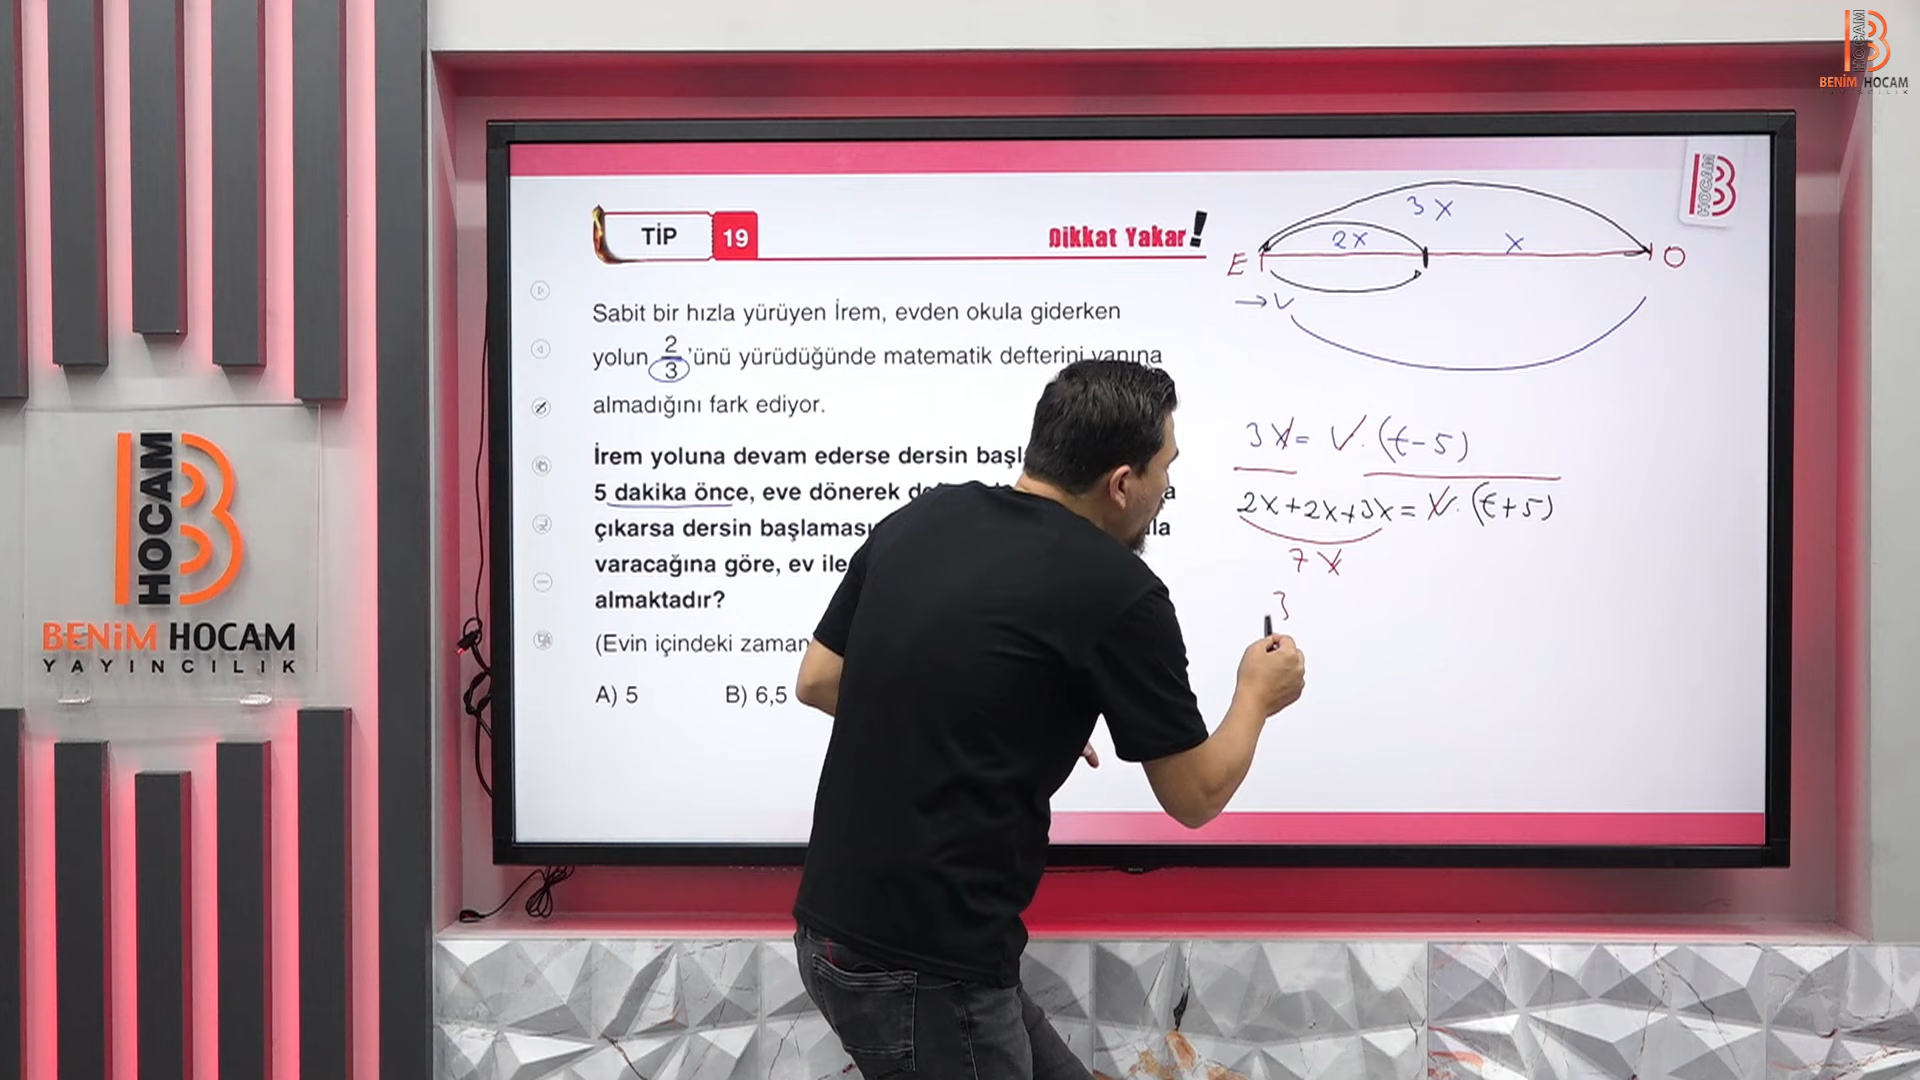 BENİM HOCAM
YAYINCILIK
HOCAM
BENİM HOCAM
YAYINCILIK
HOCAM
TİP 19
Dikkat Yakar!
Sabit bir hızla yürüyen İrem, evden okula giderken
yolun 2/3'ünü yürüdüğünde matematik defterini yanına
almadığını fark ediyor.
İrem yoluna devam ederse dersin
5 dakika önce, eve dönerek
çıkarsa dersin
varacağına göre, ev
almaktadır?
(Evin içindeki zaman
A) 5 B) 6,5
3x
2x x
E O
→V
3x = V.(t-5)
2x+2x+3x = V.(t+5)
7x
3